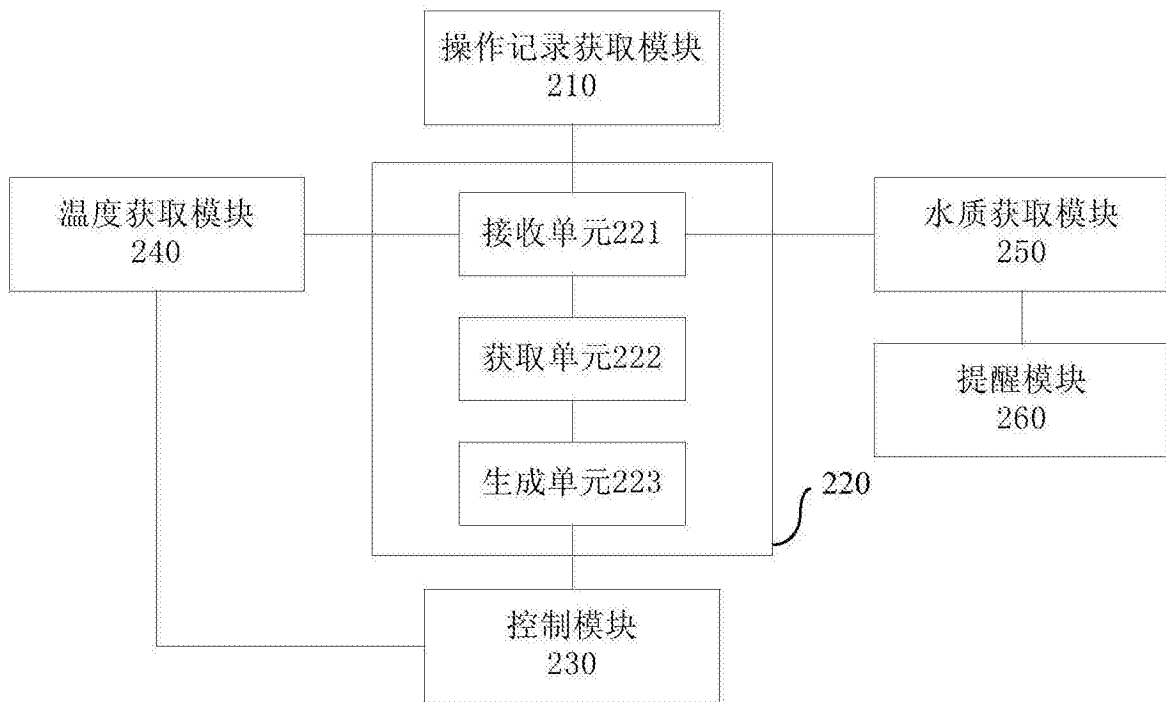 操作记录获取模块
210
温度获取模块
240
接收单元221
水质获取模块
250
获取单元222
提醒模块
260
生成单元223
220
控制模块
230